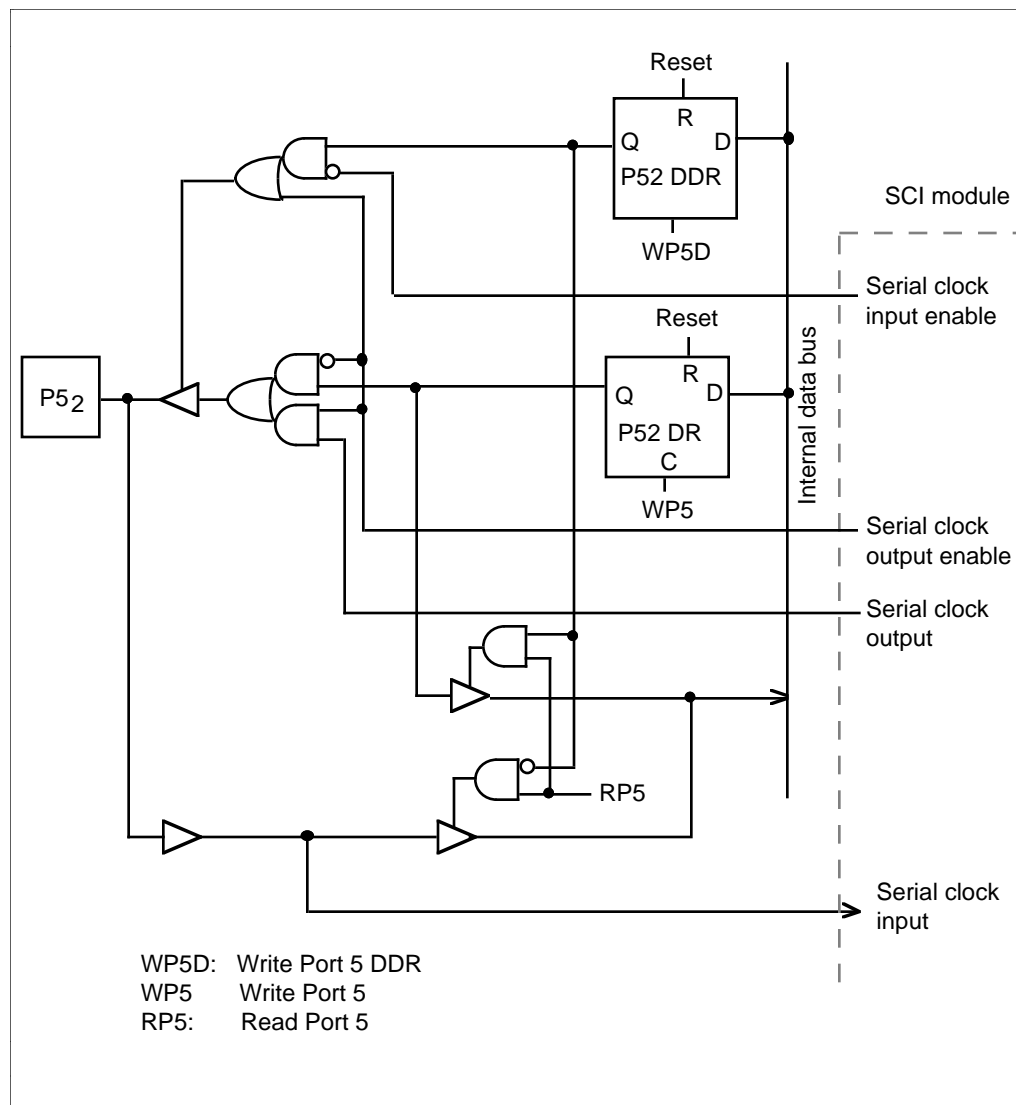 Reset
R
Q D
P52 DDR
WP5D
SCI module
Serial clock
input enable
Reset
R
Q D
P52 DR
C
WP5
P52
Internal data bus
Serial clock
output enable
Serial clock
output
RP5
Serial clock
input
WP5D: Write Port 5 DDR
WP5 Write Port 5
RP5: Read Port 5